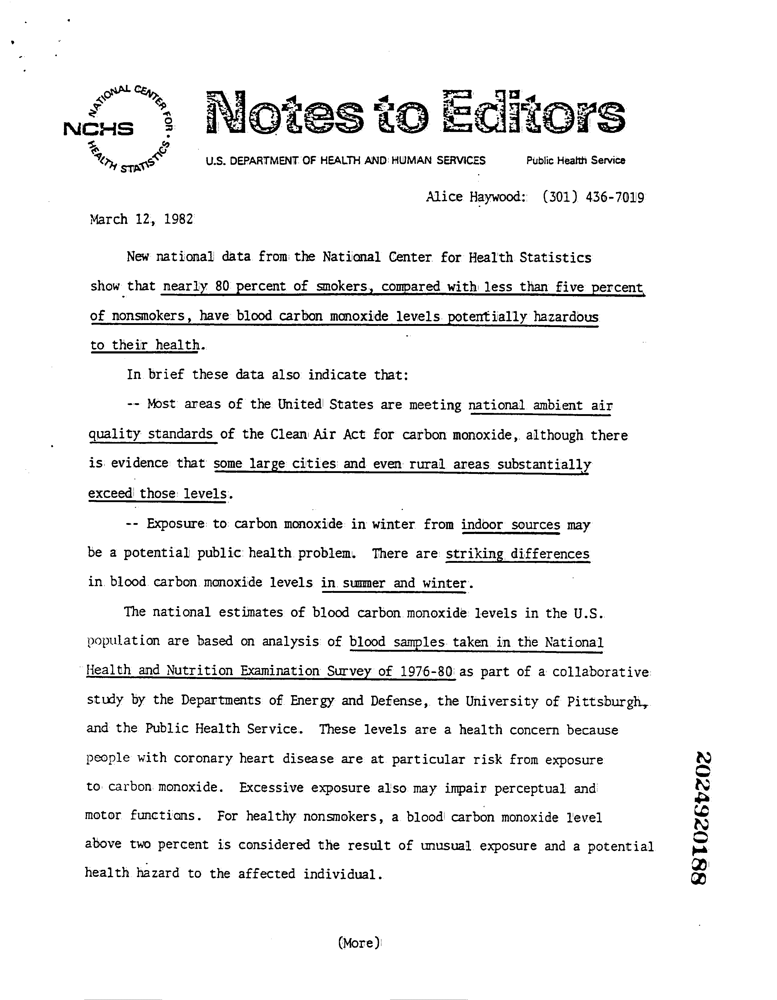 NATIONAL CENTER FOR
NCHS
HEALTH STATISTICS
Notes to Editors
U.S. DEPARTMENT OF HEALTH AND HUMAN SERVICES Public Health Service
Alice Haywood: (301) 436-7019
March 12, 1982
New national data from the National Center for Health Statistics
show that nearly 80 percent of smokers, compared with less than five percent
of nonsmokers, have blood carbon monoxide levels potentially hazardous
to their health.
In brief these data also indicate that:
-- Most areas of the United States are meeting national ambient air
quality standards of the Clean Air Act for carbon monoxide, although there
is evidence that some large cities and even rural areas substantially
exceed those levels.
-- Exposure to carbon monoxide in winter from indoor sources may
be a potential public health problem. There are striking differences
in blood carbon monoxide levels in summer and winter.
The national estimates of blood carbon monoxide levels in the U.S.
population are based on analysis of blood samples taken in the National
Health and Nutrition Examination Survey of 1976-80 as part of a collaborative
study by the Departments of Energy and Defense, the University of Pittsburgh,
and the Public Health Service. These levels are a health concern because
people with coronary heart disease are at particular risk from exposure
to carbon monoxide. Excessive exposure also may impair perceptual and
motor functions. For healthy nonsmokers, a blood carbon monoxide level
above two percent is considered the result of unusual exposure and a potential
health hazard to the affected individual.
(More)
2024920188